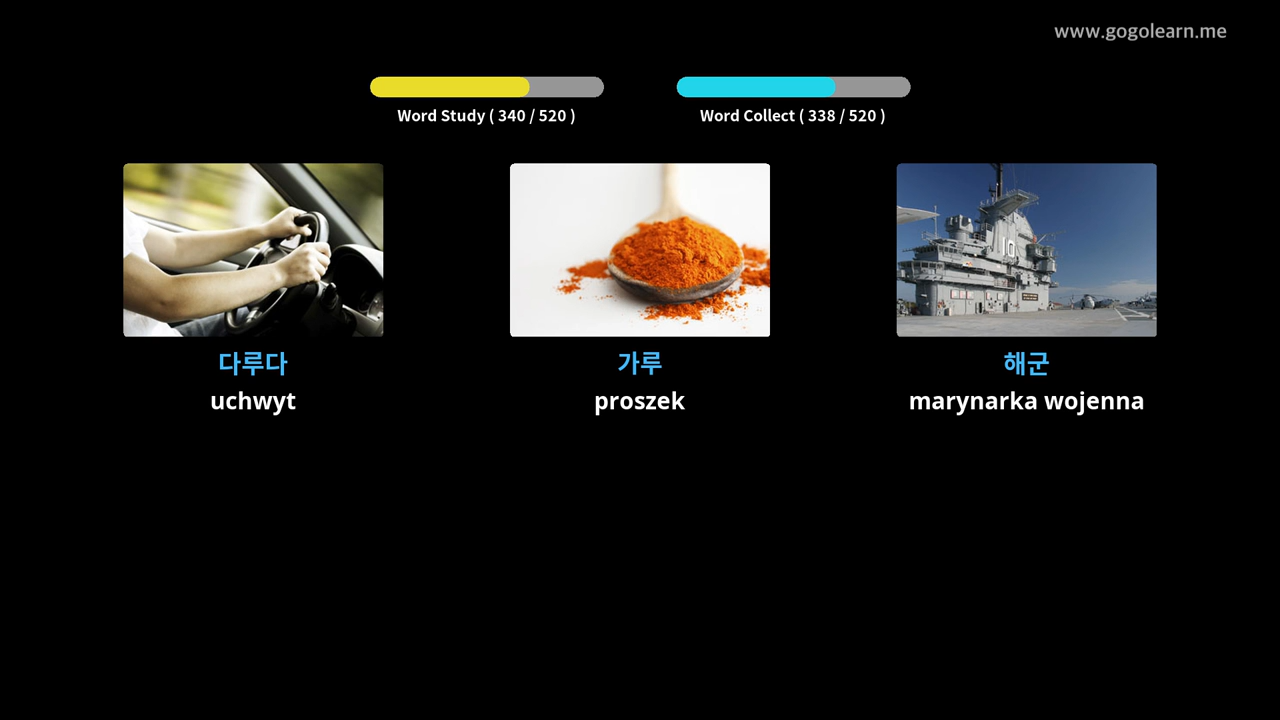 www.gogolearn.me
Word Study ( 340 / 520 )
Word Collect ( 338 / 520 )
다루다
가루
해군
uchwyt
proszek
marynarka wojenna
16